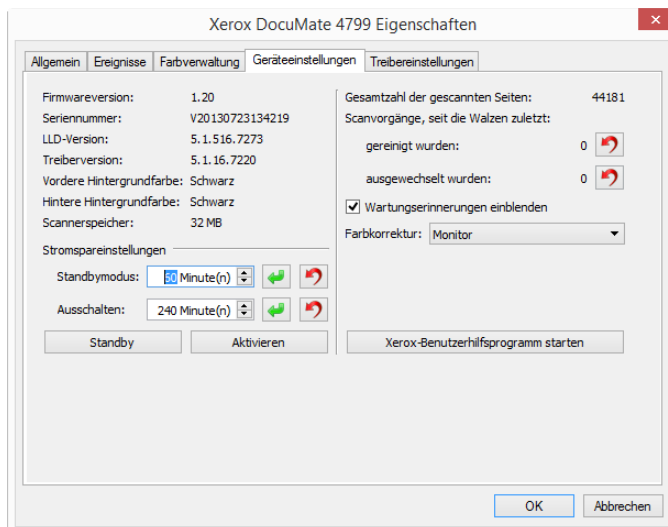 Xerox DocuMate 4799 Eigenschaften
Allgemein Ereignisse Farbverwaltung Geräteeinstellungen Treibereinstellungen
Firmwareversion: 1.20
Seriennummer: V20130723134219
LLD-Version: 5.1.516.7273
Treiberversion: 5.1.16.7220
Vordere Hintergrundfarbe: Schwarz
Hintere Hintergrundfarbe: Schwarz
Scannerspeicher: 32 MB
Stromspareinstellungen
Standbymodus: 50 Minute(n)
Ausschalten: 240 Minute(n)
Standby Aktivieren
Gesamtzahl der gescannten Seiten: 44181
Scanvorgänge, seit die Walzen zuletzt:
gereinigt wurden: 0
ausgewechselt wurden: 0
Wartungserinnerungen einblenden
Farbkorrektur: Monitor
Xerox-Benutzerhilfsprogramm starten
OK Abbrechen